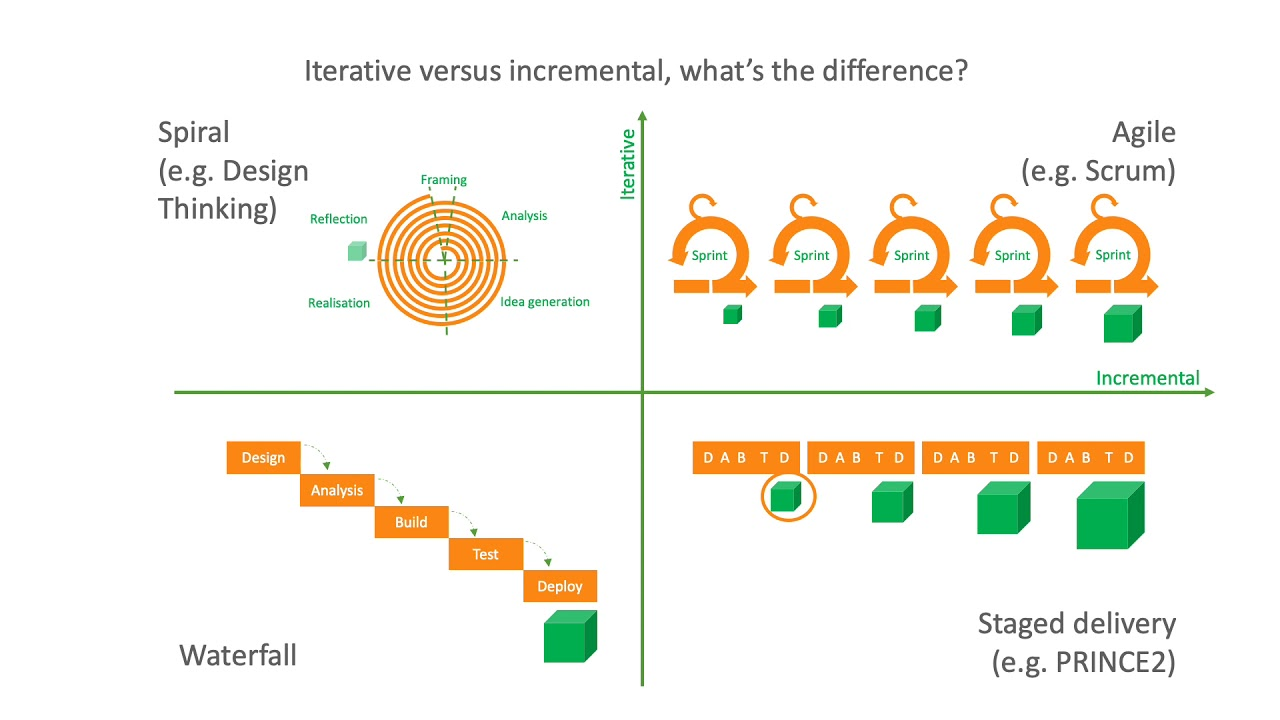 Iterative versus incremental, what's the difference?
Spiral
(e.g. Design
Thinking)
Framing
Reflection
Analysis
Realisation
Idea generation
Iterative
Agile
(e.g. Scrum)
Sprint
Sprint
Sprint
Sprint
Sprint
Incremental
Design
Analysis
Build
Test
Deploy
Waterfall
D A B T D
D A B T D
D A B T D
D A B T D
Staged delivery
(e.g. PRINCE2)